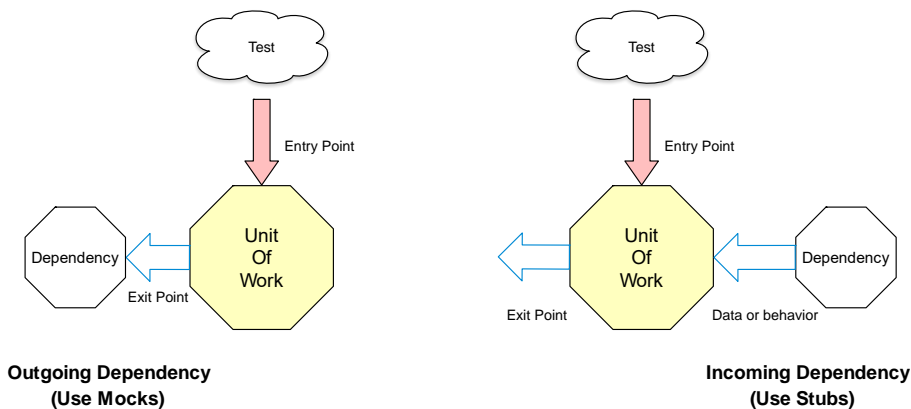 Test
Entry Point
Unit
Of
Work
Dependency
Exit Point
Outgoing Dependency
(Use Mocks)
Test
Entry Point
Unit
Of
Work
Dependency
Exit Point
Data or behavior
Incoming Dependency
(Use Stubs)